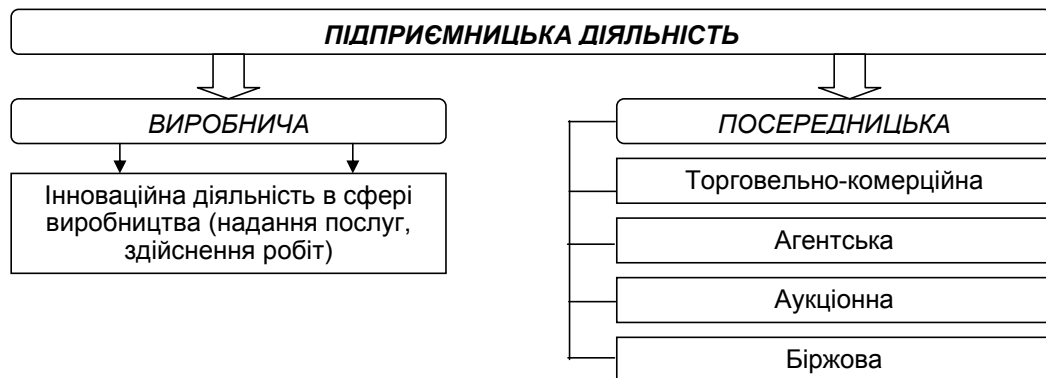 ПІДПРИЄМНИЦЬКА ДІЯЛЬНІСТЬ
ВИРОБНИЧА
Інноваційна діяльність в сфері
виробництва (надання послуг,
здійснення робіт)
ПОСЕРЕДНИЦЬКА
Торговельно-комерційна
Агентська
Аукціонна
Біржова